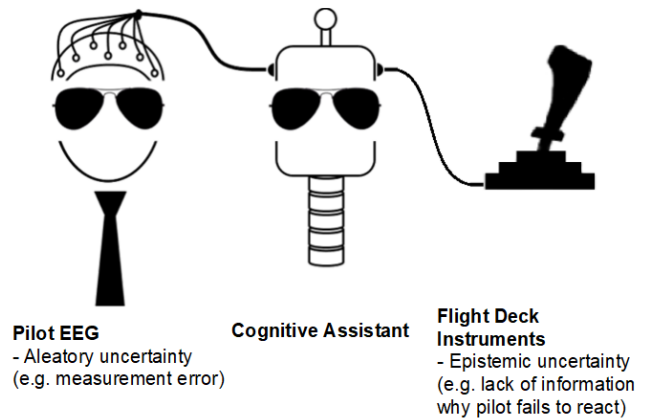 Pilot EEG
- Aleatory uncertainty
(e.g. measurement error)
Cognitive Assistant
Flight Deck
Instruments
- Epistemic uncertainty
(e.g. lack of information
why pilot fails to react)